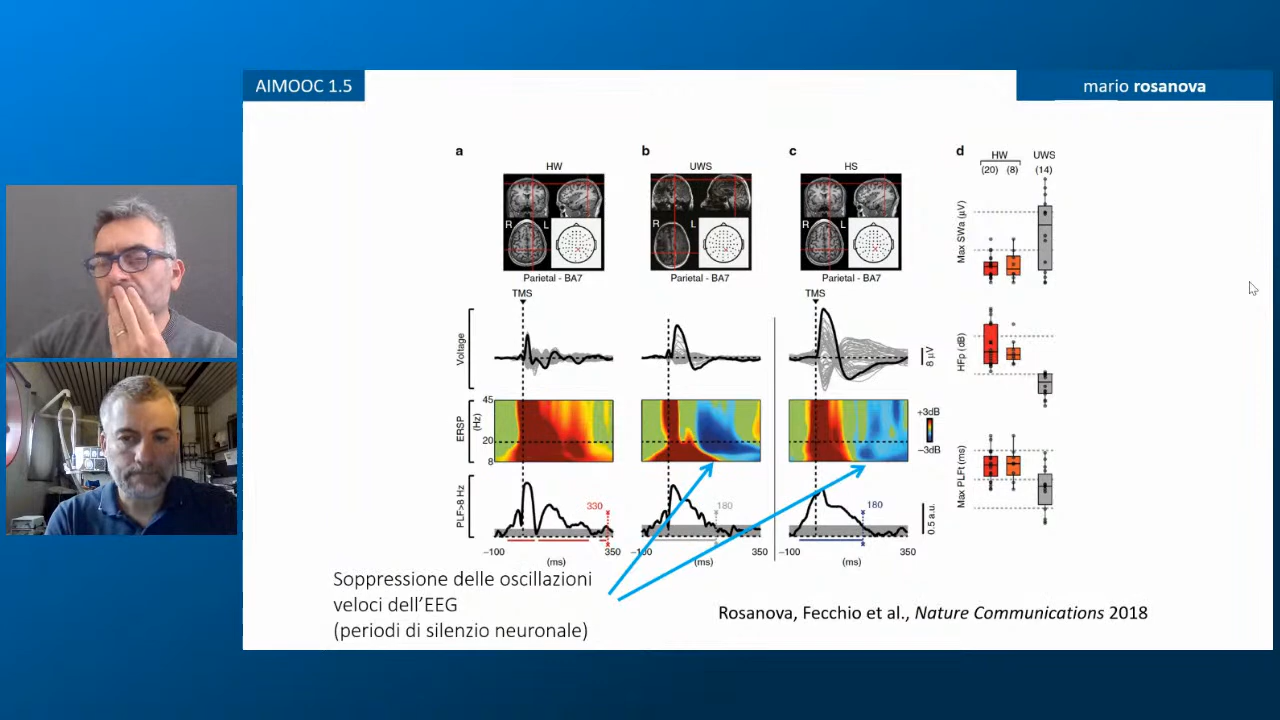 AIMOOC 1.5
mario rosanova
a
b
c
d
HW
UWS
HS
HW
UWS
(20)
(8)
(14)
R
L
R
L
R
L
Parietal - BA7
Parietal - BA7
Parietal - BA7
TMS
TMS
Voltage
8 µV
ERSP
(Hz)
45
20
8
+3dB
−3dB
PLF>8 Hz
330
180
180
0.5 a.u.
−100
350
−100
350
−100
350
(ms)
(ms)
(ms)
Max SWa (µV)
HFp (dB)
Max PLFt (ms)
Soppressione delle oscillazioni
veloci dell'EEG
(periodi di silenzio neuronale)
Rosanova, Fecchio et al., Nature Communications 2018